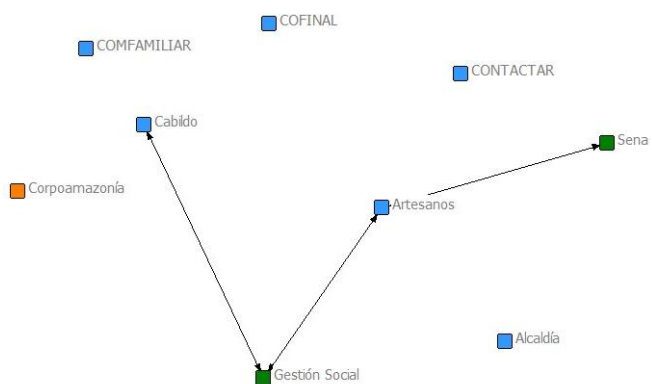 COFINAL
COMFAMILIAR
CONTACTAR
Cabildo
Sena
Corpoamazonía
Artesanos
Alcaldía
Gestión Social